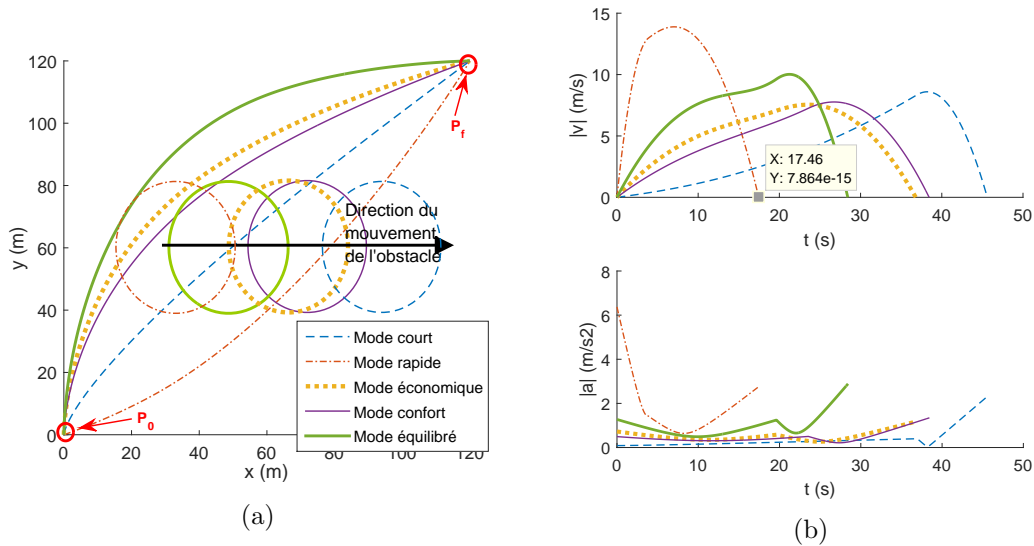 120
100
80
60
40
20
0
y (m)
P_f
Direction du
mouvement
de l'obstacle
Mode court
Mode rapide
Mode économique
Mode confort
Mode équilibré
P_0
0 20 40 60 80 100 120
x (m)
(a)
15
10
5
0
|v| (m/s)
X: 17.46
Y: 7.864e-15
0 10 20 30 40 50
t (s)
8
6
4
2
0
|a| (m/s2)
0 10 20 30 40 50
t (s)
(b)